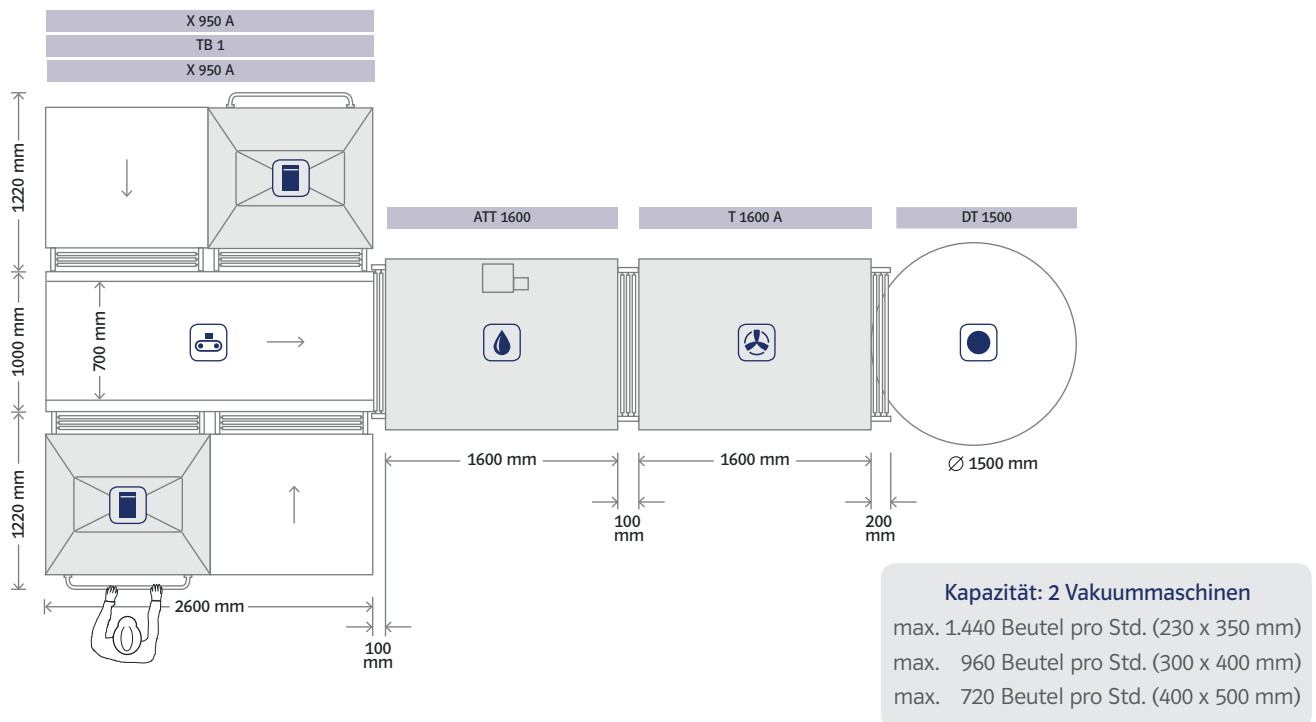 X 950 A
TB 1
X 950 A
1220 mm
1000 mm
1220 mm
700 mm
ATT 1600
T 1600 A
DT 1500
1600 mm
1600 mm
Ø 1500 mm
100
mm
200
mm
2600 mm
100
mm
Kapazität: 2 Vakuummaschinen
max. 1.440 Beutel pro Std. (230 x 350 mm)
max. 960 Beutel pro Std. (300 x 400 mm)
max. 720 Beutel pro Std. (400 x 500 mm)